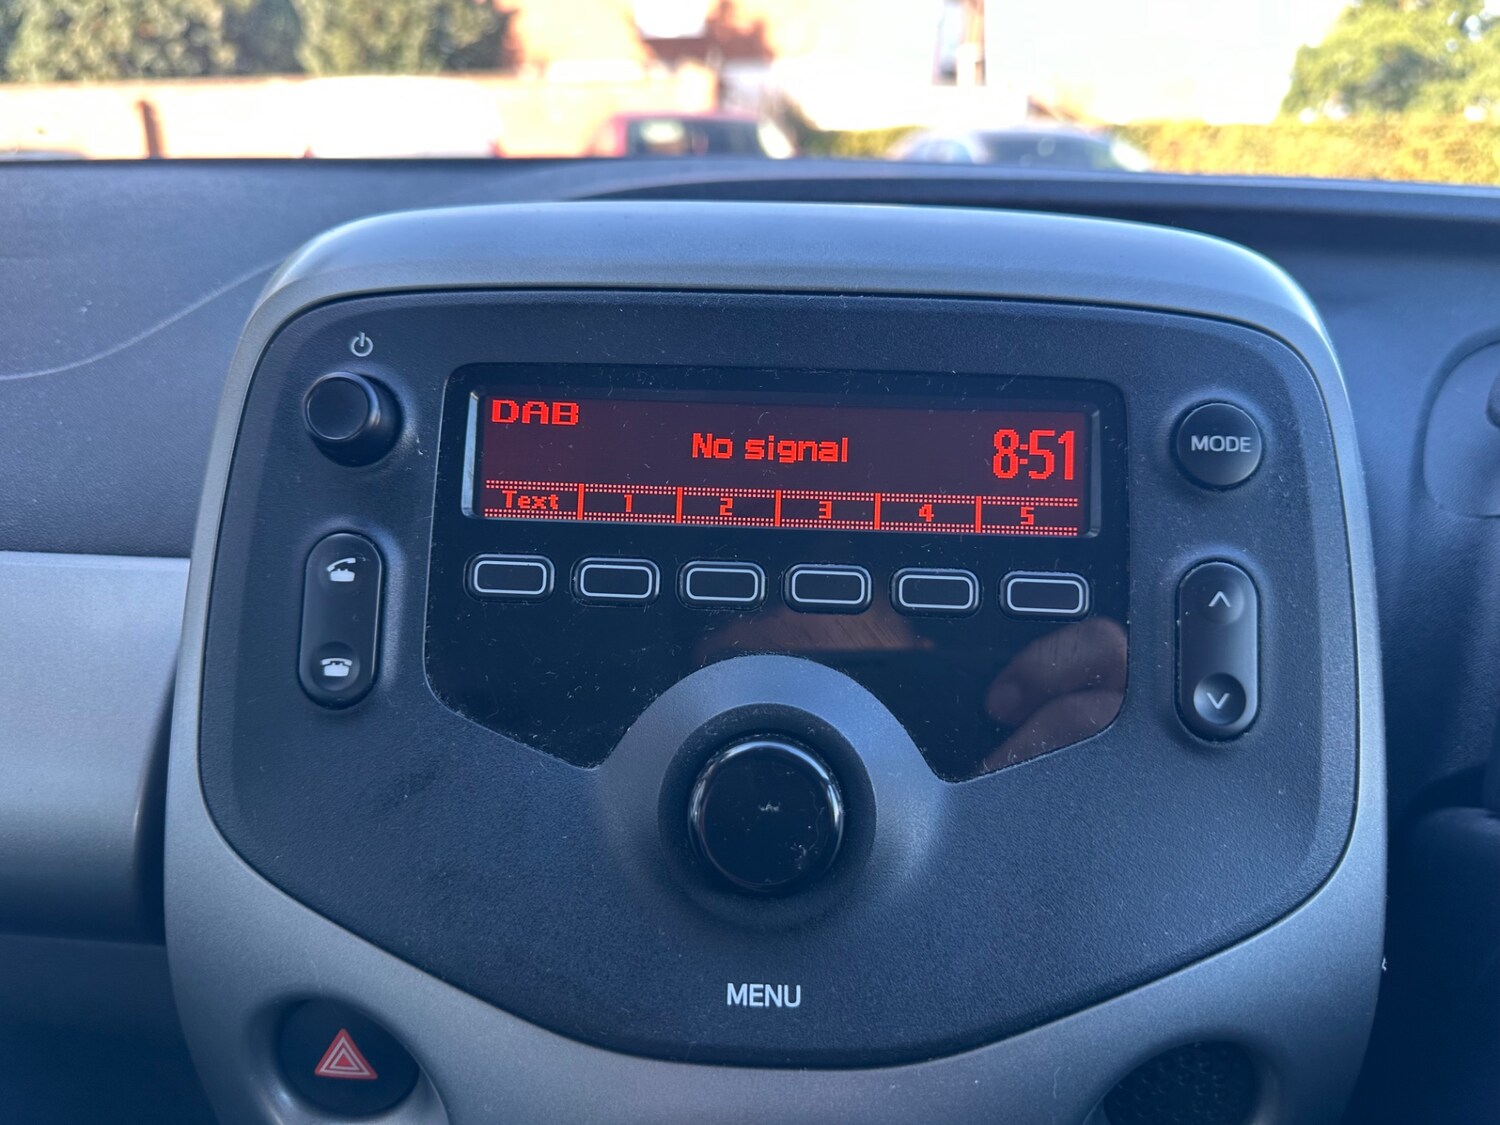 DAB
No signal
8:51
Text 1 2 3 4 5
MODE
MENU